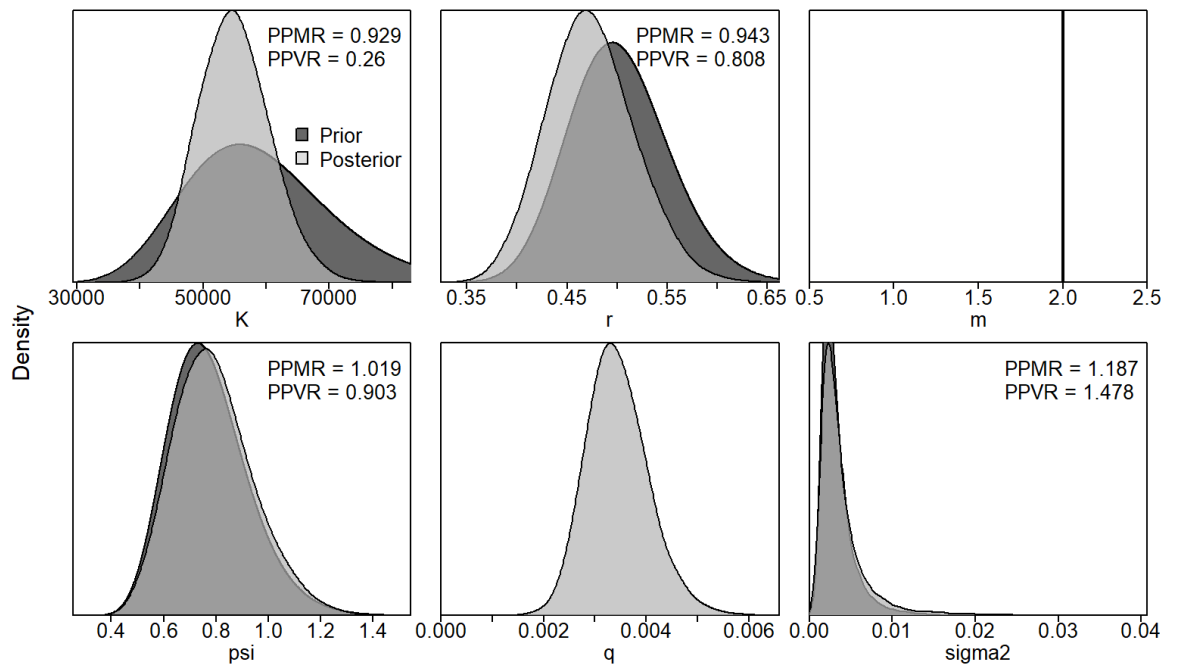 PPMR = 0.929
PPVR = 0.26
Prior
Posterior
30000 50000 70000
K
PPMR = 0.943
PPVR = 0.808
0.35 0.45 0.55 0.65
r
0.5 1.0 1.5 2.0 2.5
m
Density
PPMR = 1.019
PPVR = 0.903
0.4 0.6 0.8 1.0 1.2 1.4
psi
0.000 0.002 0.004 0.006
q
PPMR = 1.187
PPVR = 1.478
0.00 0.01 0.02 0.03 0.04
sigma2